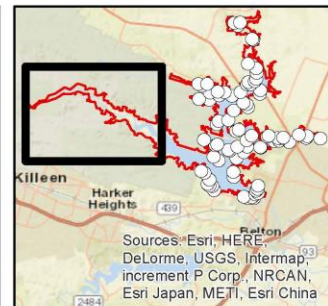 Killeen
Harker
Heights
439
Belton
Sources: Esri, HERE,
DeLorme, USGS, Intermap,
increment P Corp., NRCAN,
Esri Japan, METI, Esri China
2484